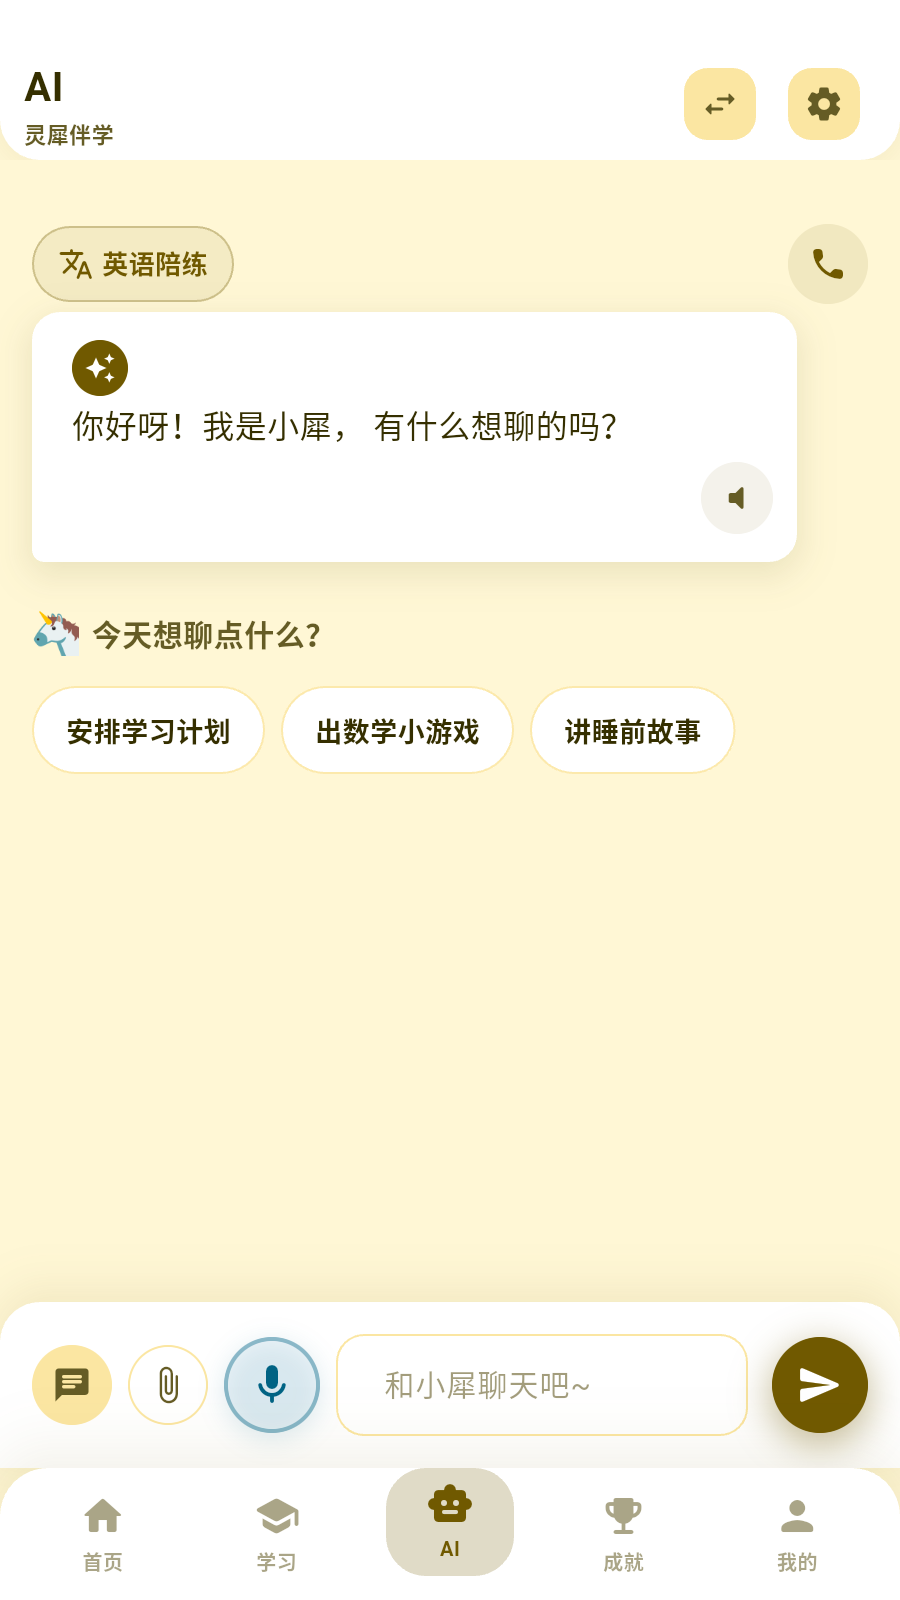 AI
灵犀伴学
英语陪练
你好呀！我是小犀， 有什么想聊的吗？
今天想聊点什么？
安排学习计划
出数学小游戏
讲睡前故事
和小犀聊天吧~
首页
学习
AI
成就
我的